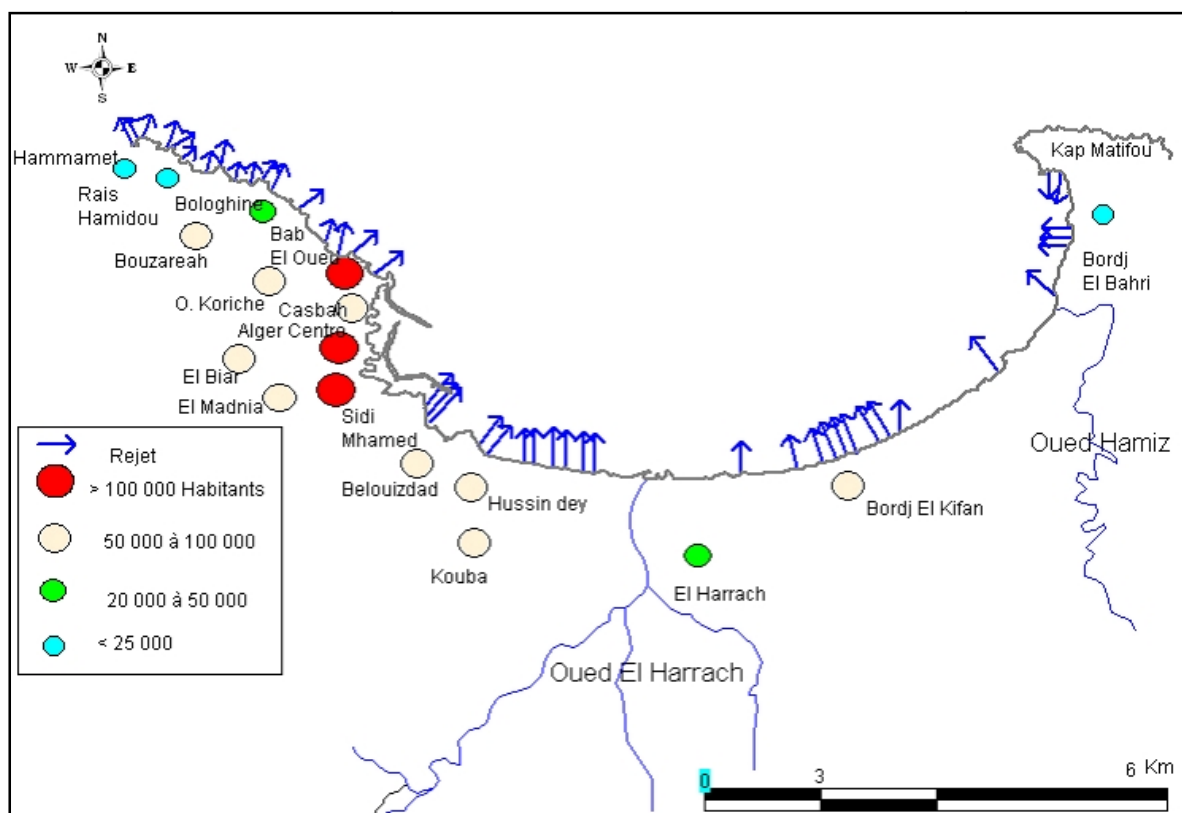 N
W E
S
Hammamet
Rais
Hamidou
Bologhine
Bouzareah
Bab
El Oued
O. Koriche
Casbah
Alger Centre
El Biar
El Madnia
Sidi
Mhamed
Belouizdad
Hussin dey
Kouba
El Harrach
Oued El Harrach
Bordj El Kifan
Oued Hamiz
Kap Matifou
Bordj
El Bahri
Rejet
> 100 000 Habitants
50 000 à 100 000
20 000 à 50 000
< 25 000
0 3 6 Km